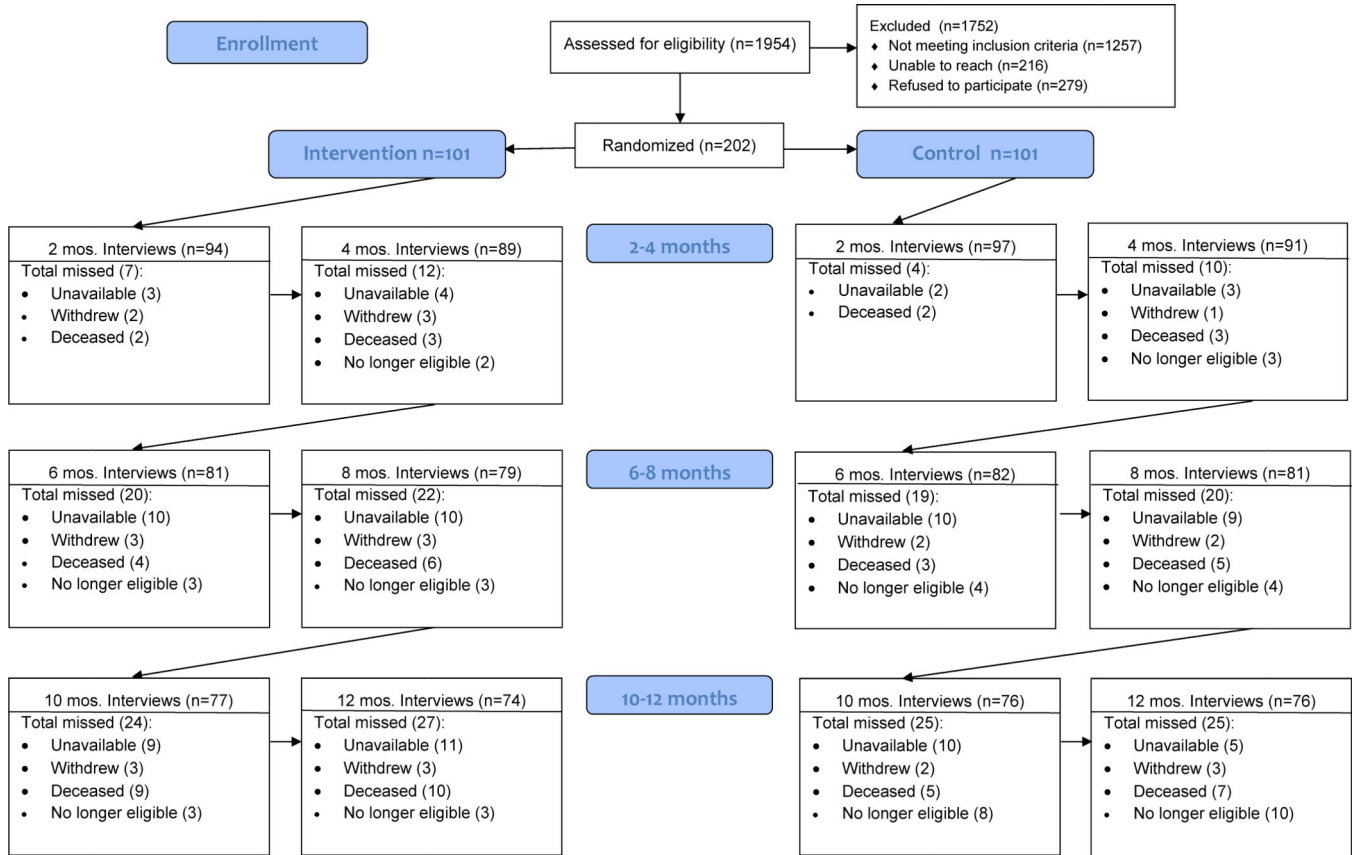 Enrollment
Assessed for eligibility (n=1954)
Excluded (n=1752)
♦ Not meeting inclusion criteria (n=1257)
♦ Unable to reach (n=216)
♦ Refused to participate (n=279)
Randomized (n=202)
Intervention n=101
Control n=101
2-4 months
2 mos. Interviews (n=94)
Total missed (7):
• Unavailable (3)
• Withdrew (2)
• Deceased (2)
4 mos. Interviews (n=89)
Total missed (12):
• Unavailable (4)
• Withdrew (3)
• Deceased (3)
• No longer eligible (2)
2 mos. Interviews (n=97)
Total missed (4):
• Unavailable (2)
• Deceased (2)
4 mos. Interviews (n=91)
Total missed (10):
• Unavailable (3)
• Withdrew (1)
• Deceased (3)
• No longer eligible (3)
6-8 months
6 mos. Interviews (n=81)
Total missed (20):
• Unavailable (10)
• Withdrew (3)
• Deceased (4)
• No longer eligible (3)
8 mos. Interviews (n=79)
Total missed (22):
• Unavailable (10)
• Withdrew (3)
• Deceased (6)
• No longer eligible (3)
6 mos. Interviews (n=82)
Total missed (19):
• Unavailable (10)
• Withdrew (2)
• Deceased (3)
• No longer eligible (4)
8 mos. Interviews (n=81)
Total missed (20):
• Unavailable (9)
• Withdrew (2)
• Deceased (5)
• No longer eligible (4)
10-12 months
10 mos. Interviews (n=77)
Total missed (24):
• Unavailable (9)
• Withdrew (3)
• Deceased (9)
• No longer eligible (3)
12 mos. Interviews (n=74)
Total missed (27):
• Unavailable (11)
• Withdrew (3)
• Deceased (10)
• No longer eligible (3)
10 mos. Interviews (n=76)
Total missed (25):
• Unavailable (10)
• Withdrew (2)
• Deceased (5)
• No longer eligible (8)
12 mos. Interviews (n=76)
Total missed (25):
• Unavailable (5)
• Withdrew (3)
• Deceased (7)
• No longer eligible (10)